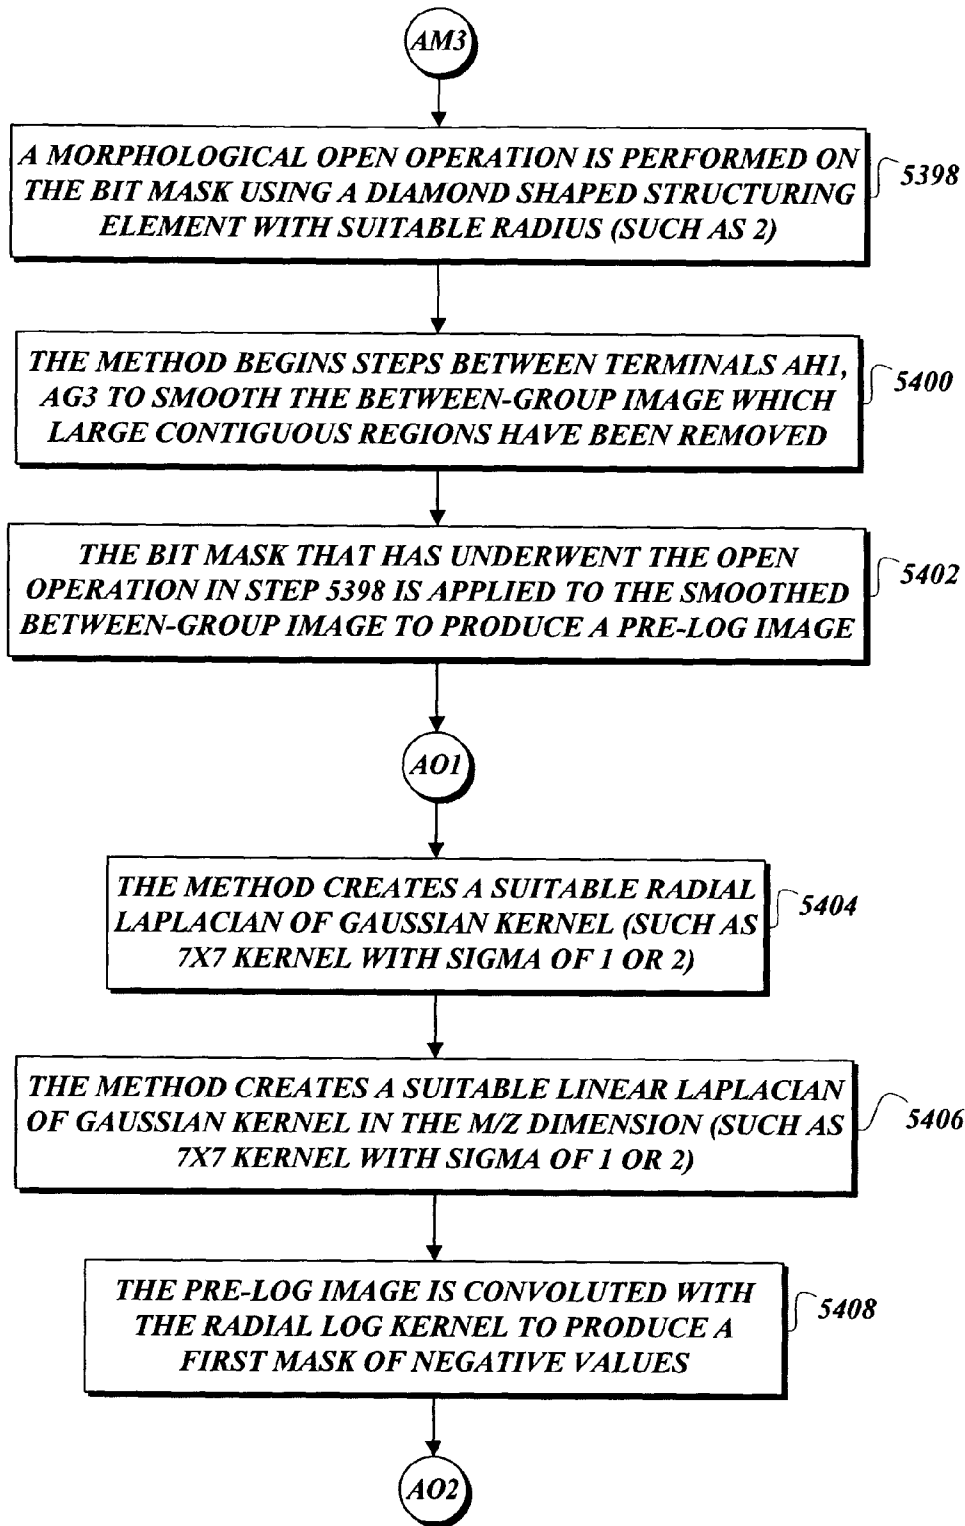 AM3
A MORPHOLOGICAL OPEN OPERATION IS PERFORMED ON
THE BIT MASK USING A DIAMOND SHAPED STRUCTURING
ELEMENT WITH SUITABLE RADIUS (SUCH AS 2)
5398
THE METHOD BEGINS STEPS BETWEEN TERMINALS AH1,
AG3 TO SMOOTH THE BETWEEN-GROUP IMAGE WHICH
LARGE CONTIGUOUS REGIONS HAVE BEEN REMOVED
5400
THE BIT MASK THAT HAS UNDERWENT THE OPEN
OPERATION IN STEP 5398 IS APPLIED TO THE SMOOTHED
BETWEEN-GROUP IMAGE TO PRODUCE A PRE-LOG IMAGE
5402
AO1
THE METHOD CREATES A SUITABLE RADIAL
LAPLACIAN OF GAUSSIAN KERNEL (SUCH AS
7X7 KERNEL WITH SIGMA OF 1 OR 2)
5404
THE METHOD CREATES A SUITABLE LINEAR LAPLACIAN
OF GAUSSIAN KERNEL IN THE M/Z DIMENSION (SUCH AS
7X7 KERNEL WITH SIGMA OF 1 OR 2)
5406
THE PRE-LOG IMAGE IS CONVOLUTED WITH
THE RADIAL LOG KERNEL TO PRODUCE A
FIRST MASK OF NEGATIVE VALUES
5408
AO2